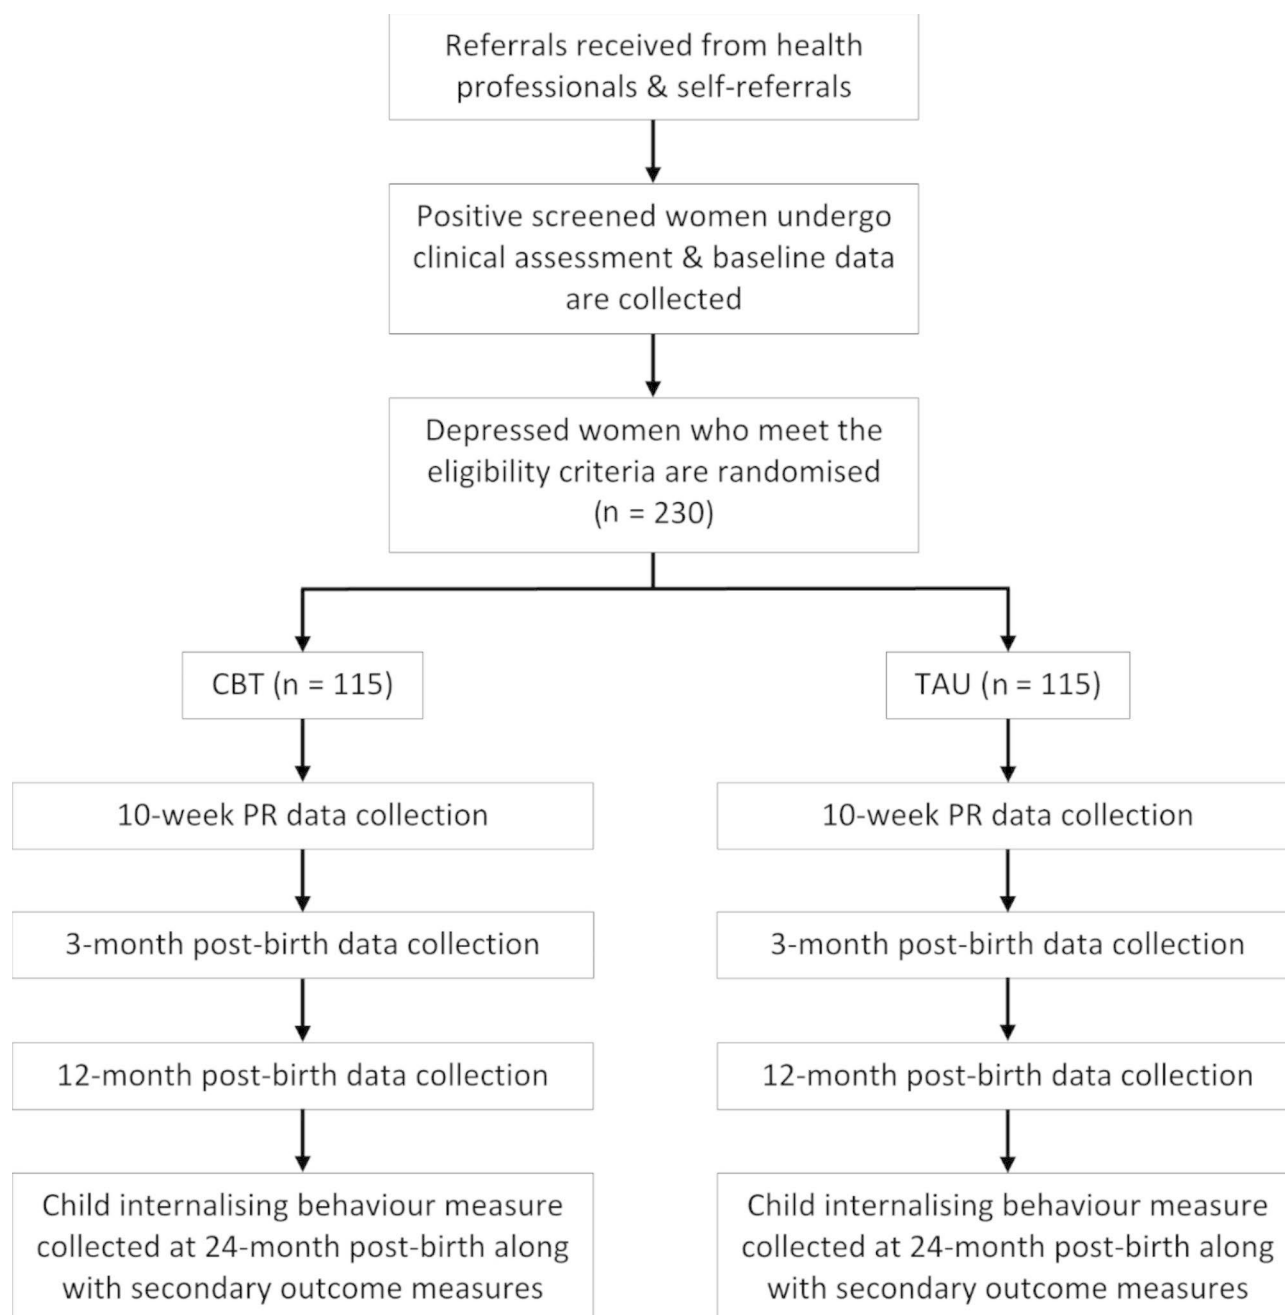 Referrals received from health
professionals & self-referrals
Positive screened women undergo
clinical assessment & baseline data
are collected
Depressed women who meet the
eligibility criteria are randomised
(n = 230)
CBT (n = 115)
TAU (n = 115)
10-week PR data collection
10-week PR data collection
3-month post-birth data collection
3-month post-birth data collection
12-month post-birth data collection
12-month post-birth data collection
Child internalising behaviour measure
collected at 24-month post-birth along
with secondary outcome measures
Child internalising behaviour measure
collected at 24-month post-birth along
with secondary outcome measures